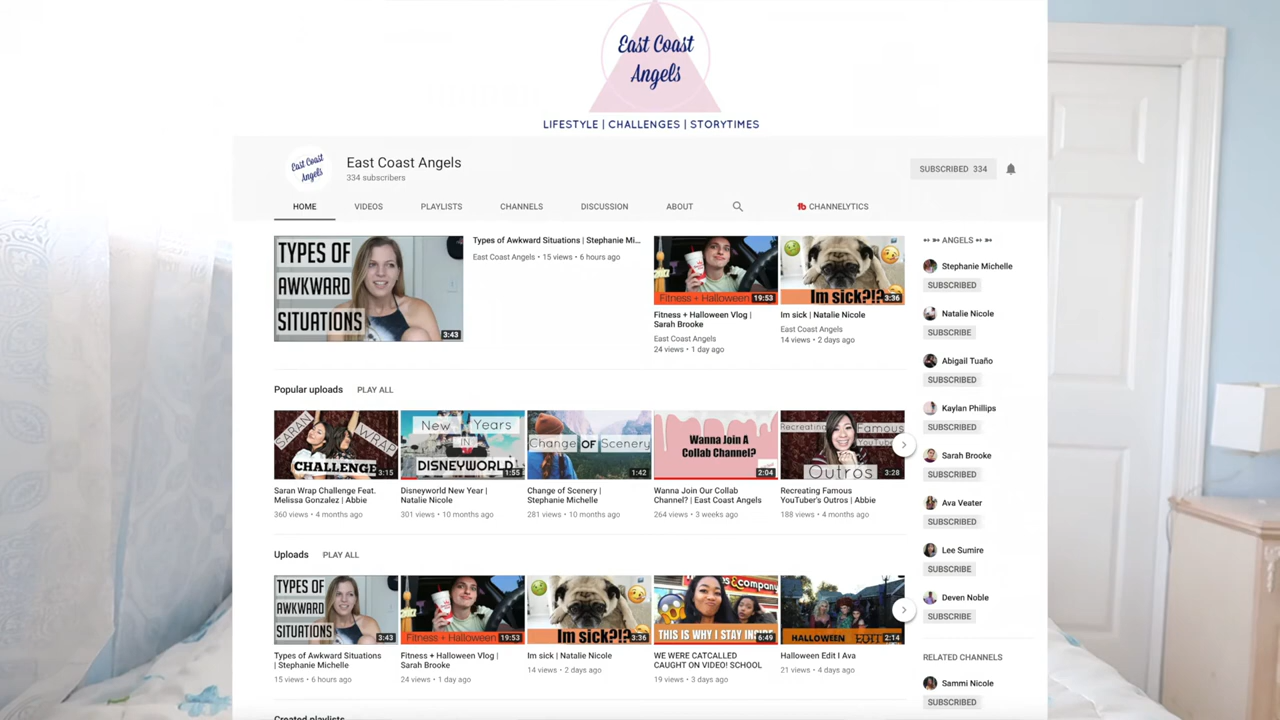 East Coast
Angels
LIFESTYLE | CHALLENGES | STORYTIMES
East Coast
Angels
East Coast Angels
334 subscribers
SUBSCRIBED 334
HOME
VIDEOS
PLAYLISTS
CHANNELS
DISCUSSION
ABOUT
CHANNELYTICS
TYPES OF
AWKWARD
SITUATIONS
3:43
Types of Awkward Situations | Stephanie Mi...
East Coast Angels • 15 views • 6 hours ago
Fitness + Halloween
19:53
Fitness + Halloween Vlog |
Sarah Brooke
East Coast Angels
24 views • 1 day ago
Im sick?!?
3:36
Im sick | Natalie Nicole
East Coast Angels
14 views • 2 days ago
Popular uploads
PLAY ALL
SARAN WRAP
CHALLENGE
3:15
Saran Wrap Challenge Feat.
Melissa Gonzalez | Abbie
360 views • 4 months ago
New Years
IN
DISNEYWORLD
1:55
Disneyworld New Year |
Natalie Nicole
301 views • 10 months ago
Change OF Scenery
1:42
Change of Scenery |
Stephanie Michelle
281 views • 10 months ago
Wanna Join A
Collab Channel?
2:04
Wanna Join Our Collab
Channel? | East Coast Angels
264 views • 3 weeks ago
Recreating Famous
YouTuber's
Outros
3:28
Recreating Famous
YouTuber's Outros | Abbie
188 views • 4 months ago
Uploads
PLAY ALL
TYPES OF
AWKWARD
SITUATIONS
3:43
Types of Awkward Situations
| Stephanie Michelle
15 views • 6 hours ago
Fitness + Halloween
19:53
Fitness + Halloween Vlog |
Sarah Brooke
24 views • 1 day ago
Im sick?!?
3:36
Im sick | Natalie Nicole
14 views • 2 days ago
&company
THIS IS WHY I STAY INSIDE
6:49
WE WERE CATCALLED
CAUGHT ON VIDEO! SCHOOL
19 views • 3 days ago
HALLOWEEN EDIT
2:14
Halloween Edit I Ava
21 views • 4 days ago
Created playlists
ANGELS
Stephanie Michelle
SUBSCRIBED
Natalie Nicole
SUBSCRIBE
Abigail Tuaño
SUBSCRIBED
Kaylan Phillips
SUBSCRIBED
Sarah Brooke
SUBSCRIBED
Ava Veater
SUBSCRIBED
Lee Sumire
SUBSCRIBE
Deven Noble
SUBSCRIBE
RELATED CHANNELS
Sammi Nicole
SUBSCRIBED